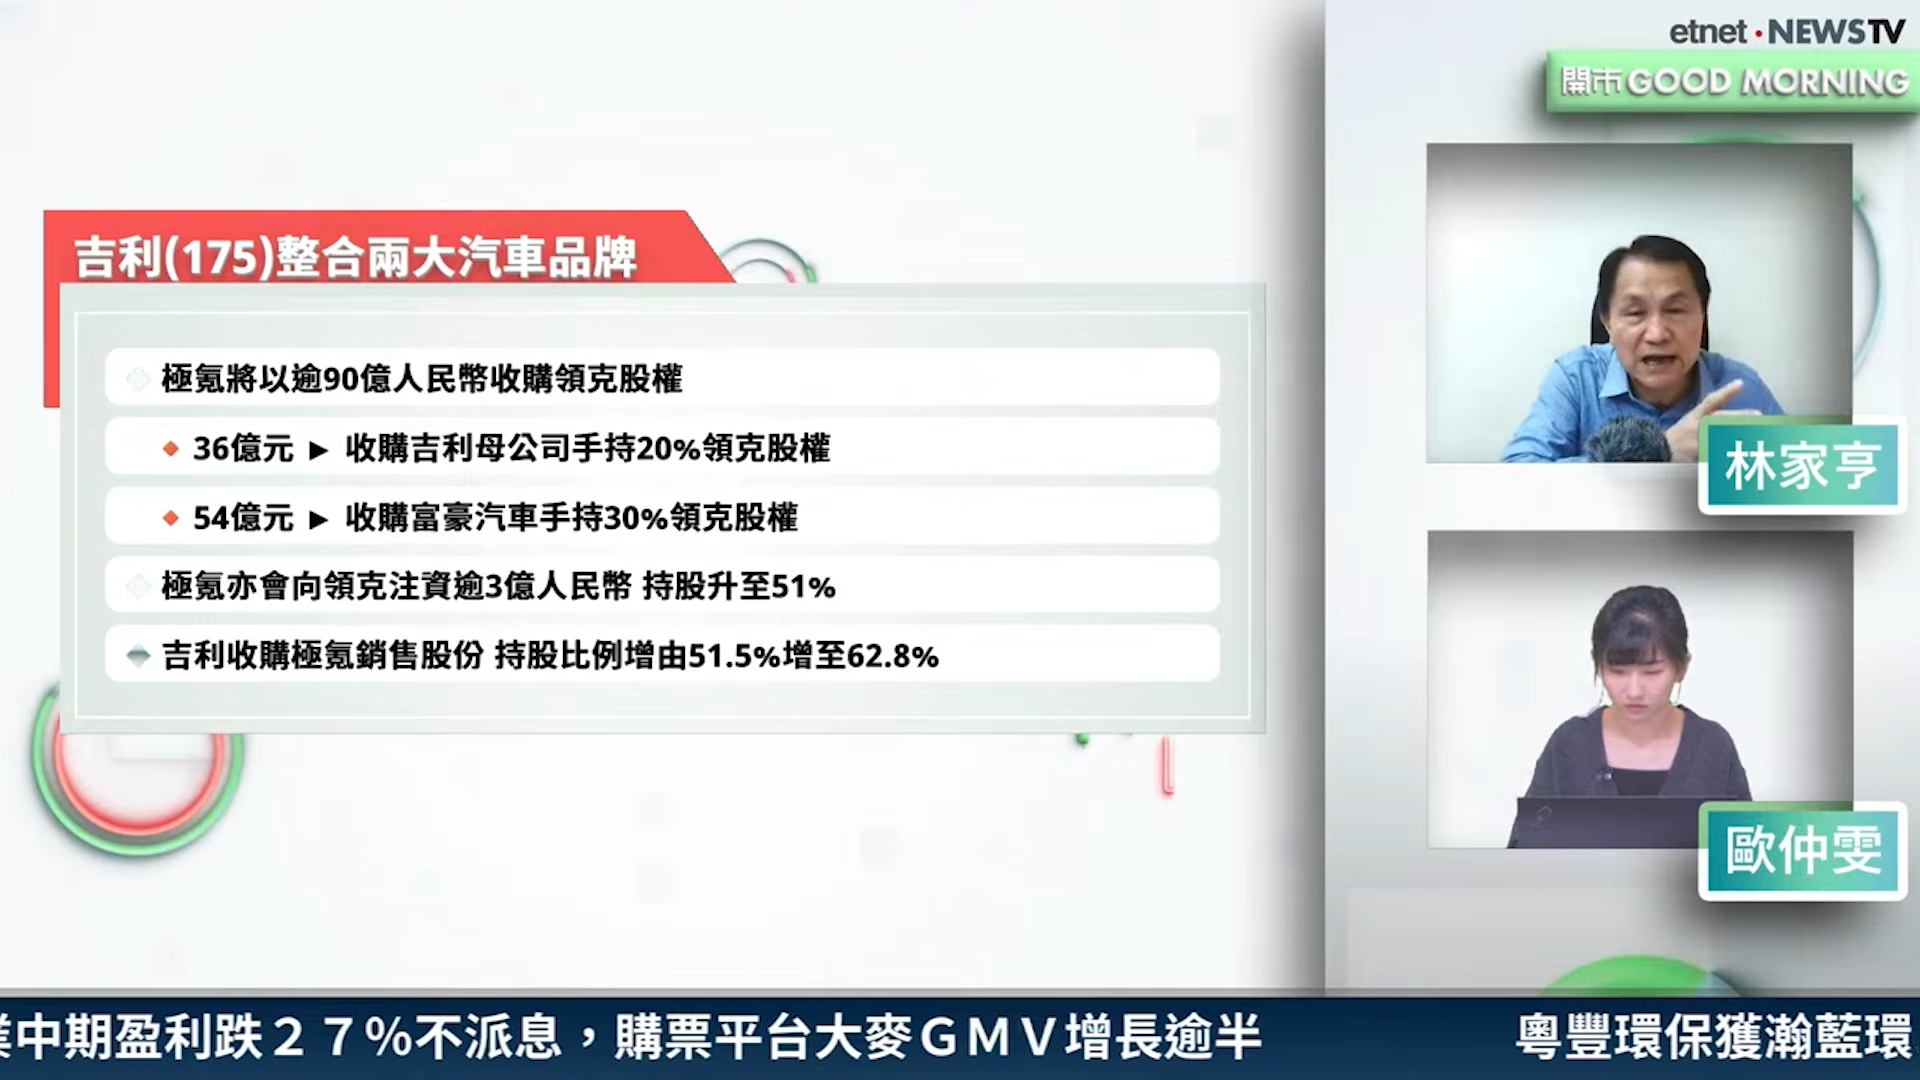 etnet·NEWSTV
開市GOOD MORNING
吉利(175)整合兩大汽車品牌
極氪將以逾90億人民幣收購領克股權
36億元 ▶ 收購吉利母公司手持20%領克股權
54億元 ▶ 收購富豪汽車手持30%領克股權
極氪亦會向領克注資逾3億人民幣 持股升至51%
吉利收購極氪銷售股份 持股比例增由51.5%增至62.8%
林家亨
歐仲雯
業中期盈利跌27%不派息，購票平台大麥GMV增長逾半
粵豐環保獲瀚藍環